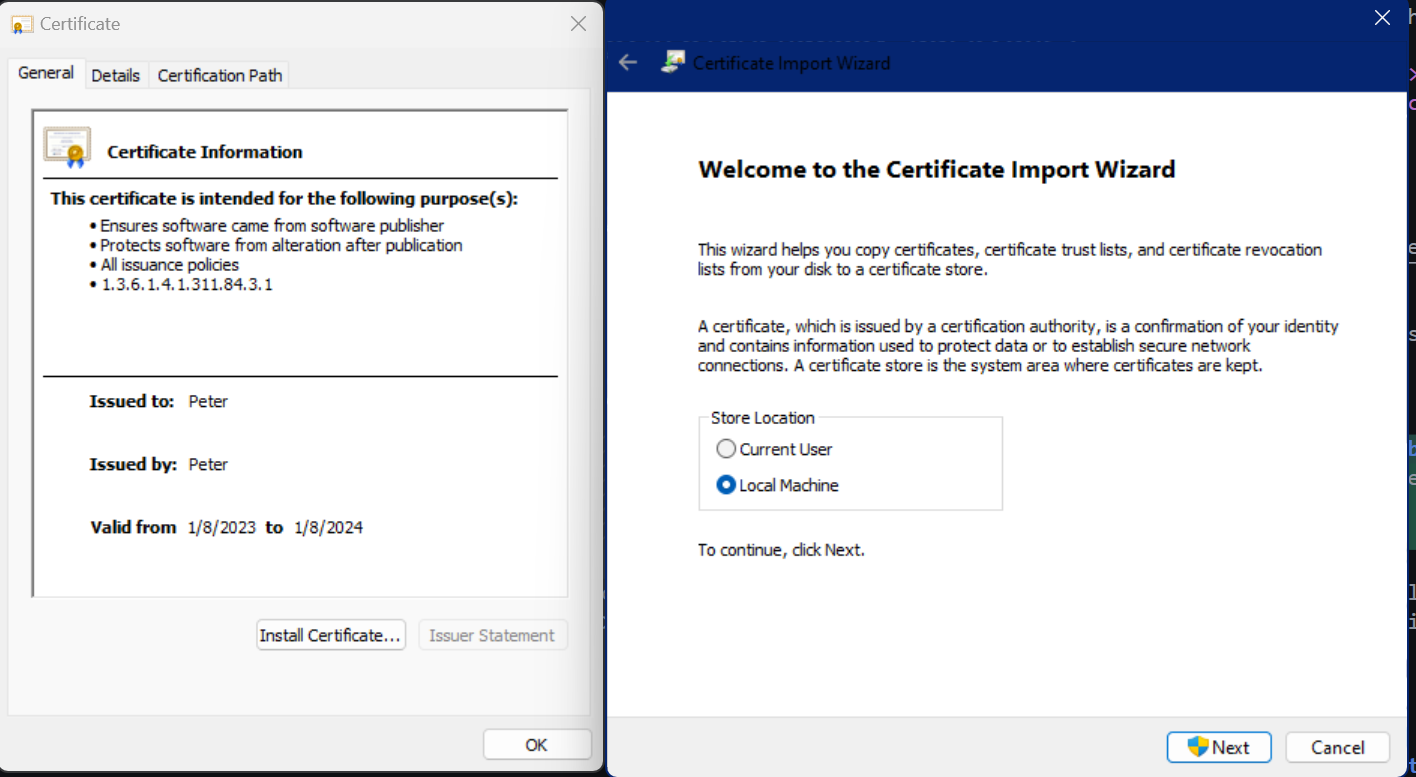 Certificate
General Details Certification Path
Certificate Information
This certificate is intended for the following purpose(s):
• Ensures software came from software publisher
• Protects software from alteration after publication
• All issuance policies
• 1.3.6.1.4.1.311.84.3.1
Issued to: Peter
Issued by: Peter
Valid from 1/8/2023 to 1/8/2024
Install Certificate...
Issuer Statement
OK
Certificate Import Wizard
Welcome to the Certificate Import Wizard
This wizard helps you copy certificates, certificate trust lists, and certificate revocation
lists from your disk to a certificate store.
A certificate, which is issued by a certification authority, is a confirmation of your identity
and contains information used to protect data or to establish secure network
connections. A certificate store is the system area where certificates are kept.
Store Location
Current User
Local Machine
To continue, click Next.
Next
Cancel